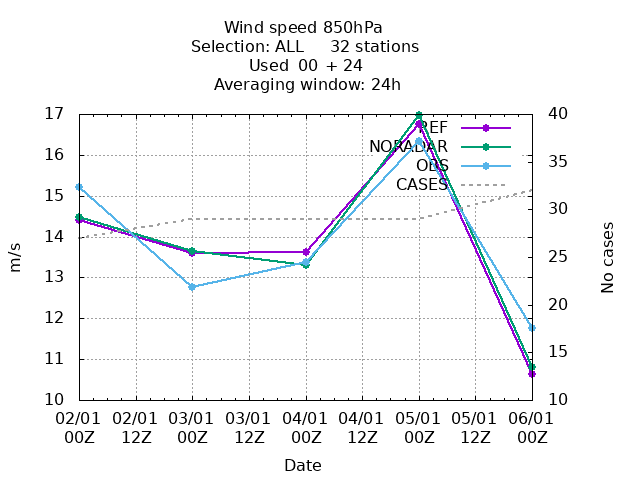 Wind speed 850hPa
Selection: ALL 32 stations
Used 00 + 24
Averaging window: 24h
17 40
REF
NORADAR
16 35
OBS
CASES
15 30
14
m/s
No cases
25
13
20
12
15
11
10 10
02/01 02/01 03/01 03/01 04/01 04/01 05/01 05/01 06/01
00Z 12Z 00Z 12Z 00Z 12Z 00Z 12Z 00Z
Date